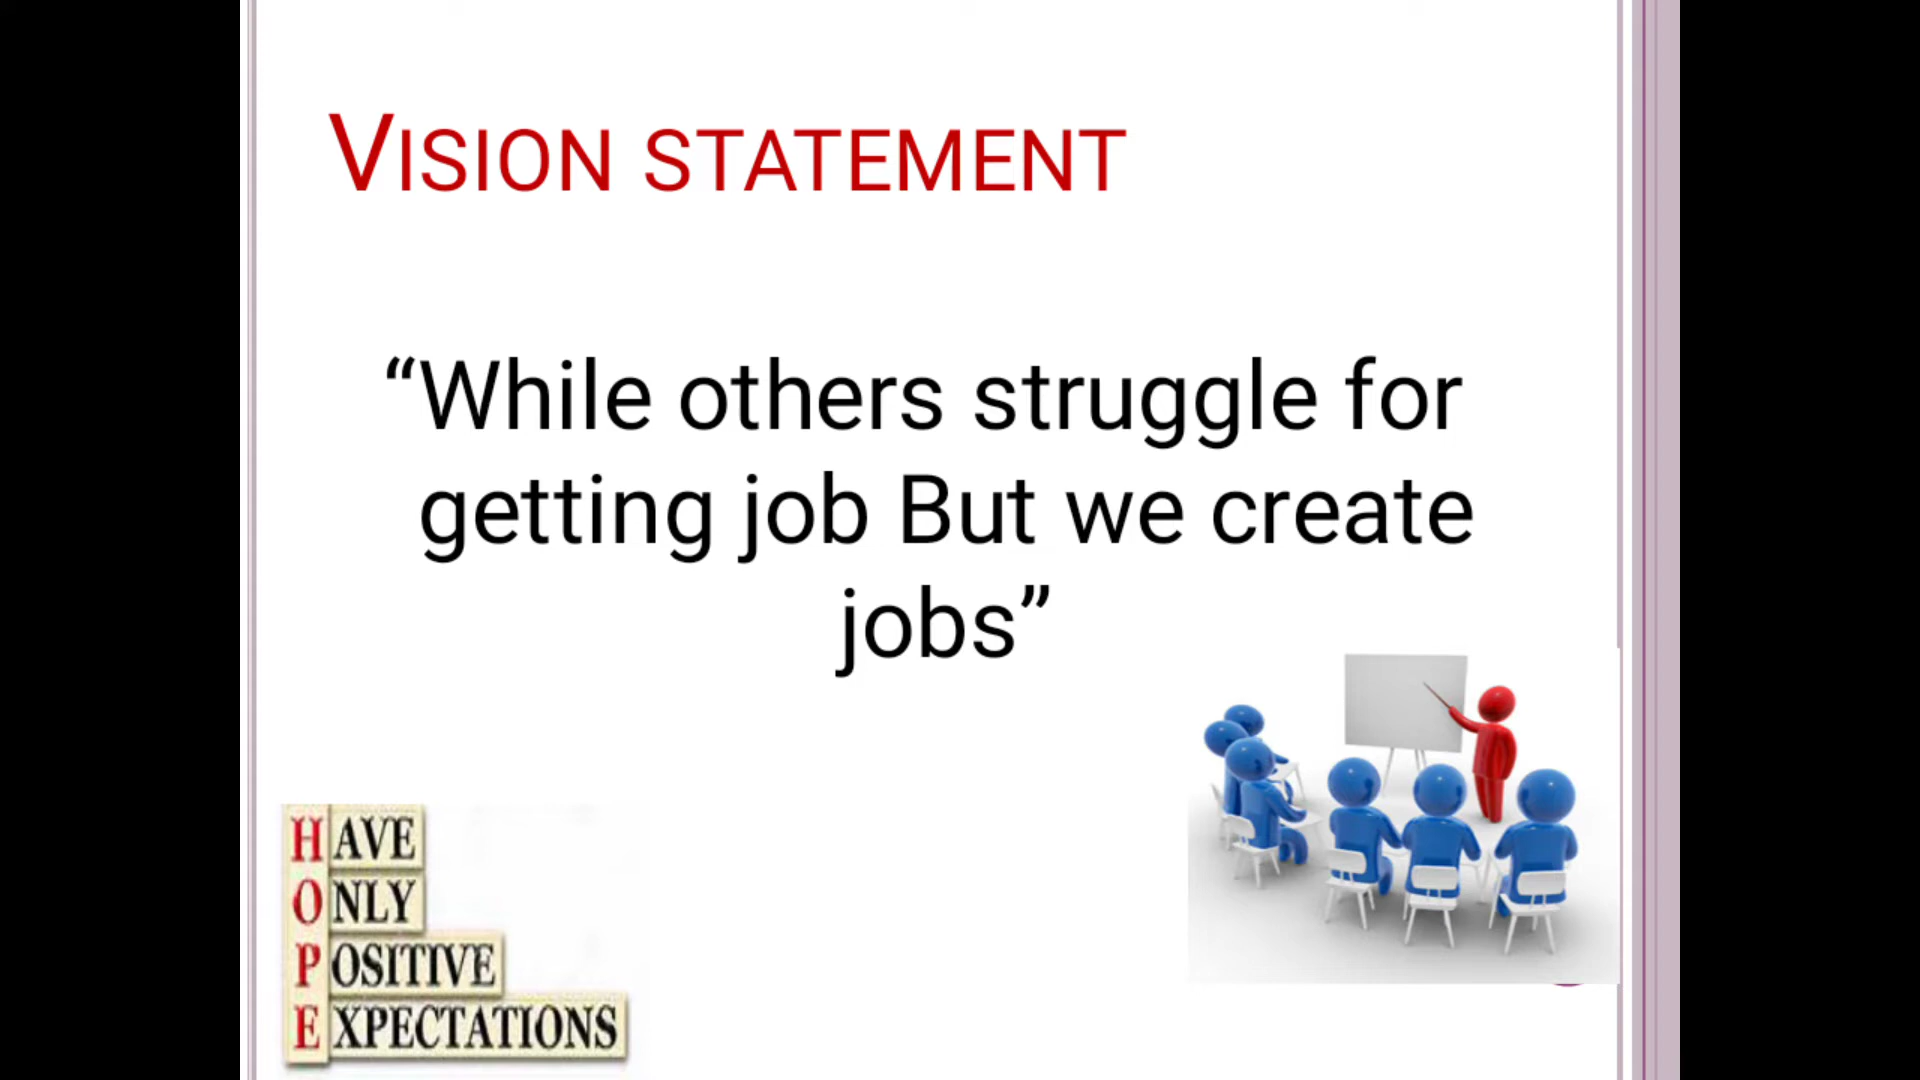 VISION STATEMENT
“While others struggle for
getting job But we create
jobs”
HAVE
ONLY
POSITIVE
EXPECTATIONS